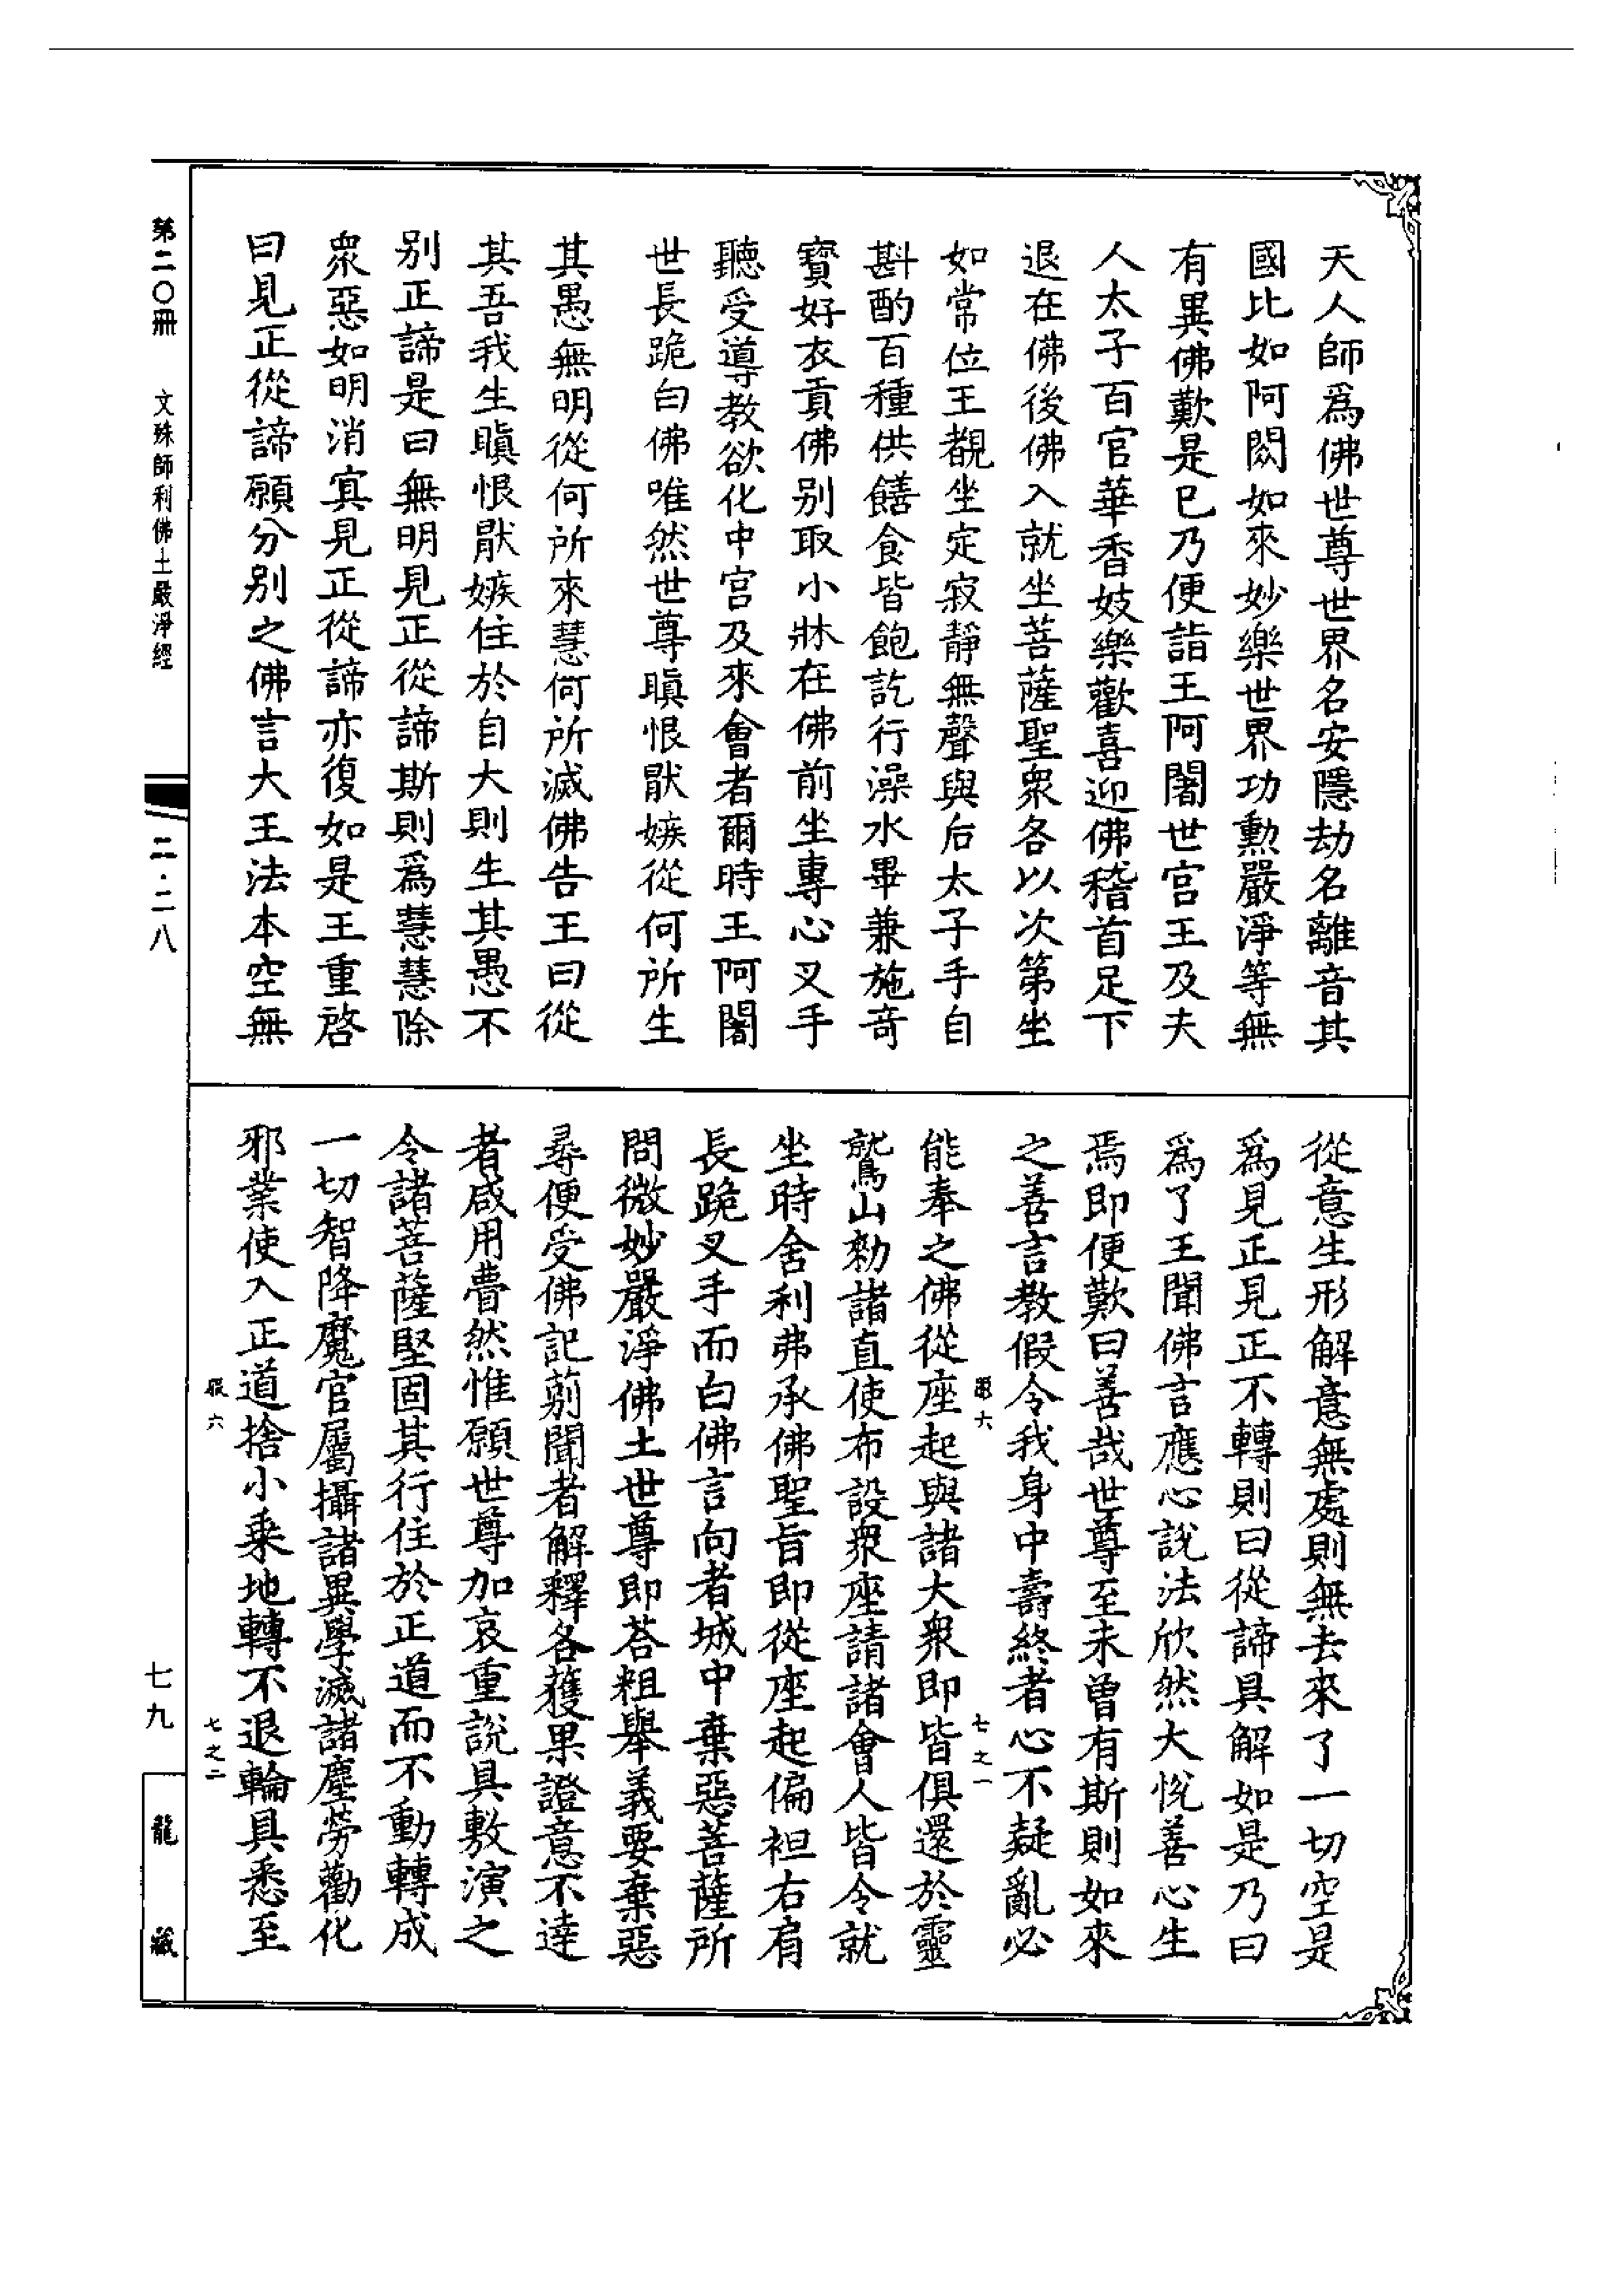 天人師爲佛世尊世界名安隱劫名離音其
國比如阿閦如來妙樂世界功勲嚴淨等無
有異佛歎是巳乃便詣王阿闍世宮王及夫
人太子百官華香妓樂歡喜迎佛稽首足下
退在佛後佛入就坐菩薩聖衆各以次第坐
如常位王覩坐定寂靜無聲與后太子手自
斟酌百種供饍食皆飽訖行澡水畢兼施奇
寳好衣貢佛别取小牀在佛前坐專心叉手
聽受導教欲化中宮及來會者爾時王阿闍
世長跪白佛唯然世尊瞋恨猒嫉從何所生
其愚無明從何所來慧何所滅佛告王曰從
其吾我生瞋恨猒嫉住於自大則生其愚不
别正諦是曰無明見正從諦斯則爲慧慧除
衆惡如明消㝠見正從諦亦復如是王重啓
曰見正從諦願分别之佛言大王法本空無
從意生形解意無處則無去來了一切空是
爲見正見正不轉則曰從諦具解如是乃曰
爲了王聞佛言應心說法欣然大悅善心生
焉即便歎曰善哉世尊至未曾有斯則如來
之善言教假令我身中壽終者心不疑亂必
能奉之佛從座起與諸大衆即皆俱還於靈
鷲山勑諸直使布設衆座請諸會人皆令就
坐時舍利弗承佛聖旨即從座起偏袒右肩
長跪叉手而白佛言向者城中棄惡菩薩所
問微妙嚴淨佛土世尊即荅粗舉義要棄惡
尋便受佛記莂聞者解釋各獲果證意不達
者咸用瞢然惟願世尊加哀重說具敷演之
令諸菩薩堅固其行住於正道而不動轉成
一切智降魔官屬攝諸異學滅諸塵勞勸化
邪業使入正道捨小乗地轉不退輪具悉至
六
七之一
六
七之二
第二〇冊
文殊師利佛土嚴淨經
二·二八
七九
龍藏